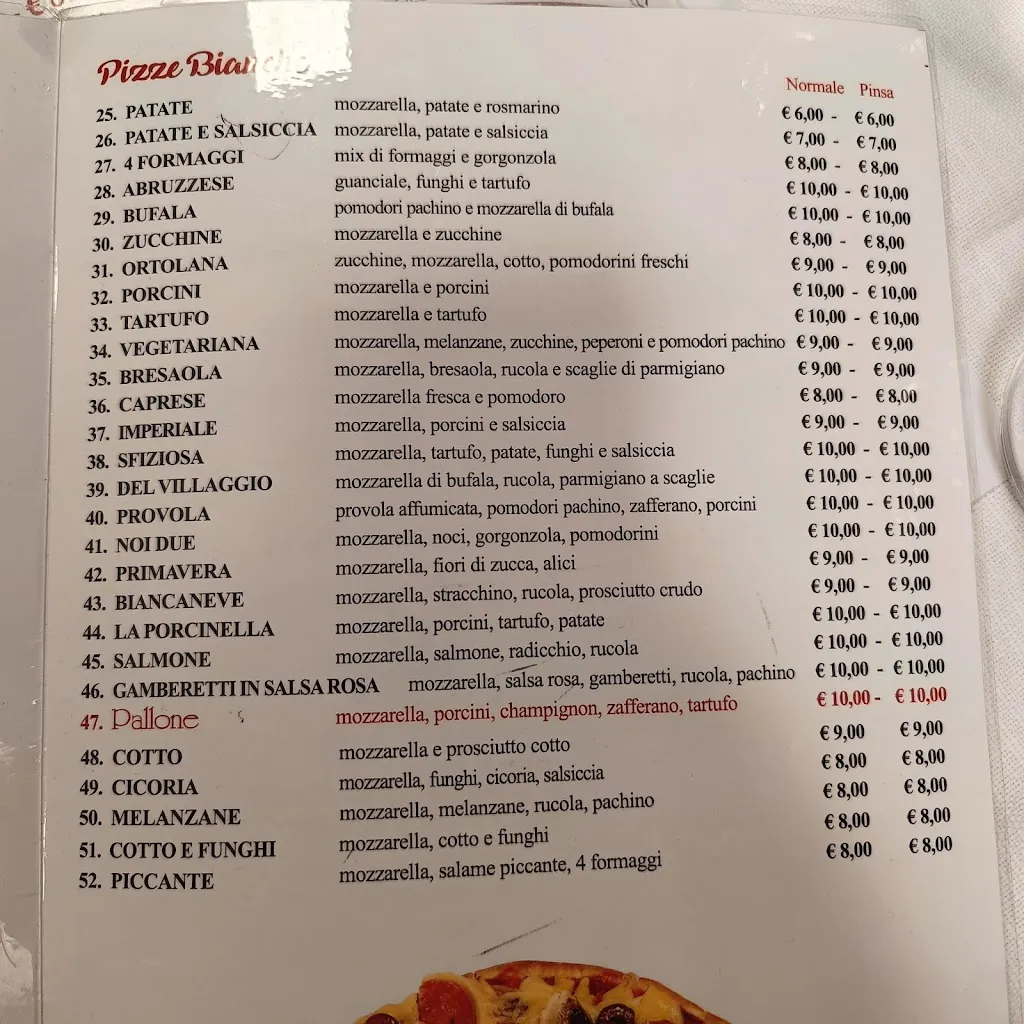 Pizze Bianche
Normale Pinsa
25. PATATE mozzarella, patate e rosmarino € 6,00 - € 6,00
26. PATATE E SALSICCIA mozzarella, patate e salsiccia € 7,00 - € 7,00
27. 4 FORMAGGI mix di formaggi e gorgonzola € 8,00 - € 8,00
28. ABRUZZESE guanciale, funghi e tartufo € 10,00 - € 10,00
29. BUFALA pomodori pachino e mozzarella di bufala € 10,00 - € 10,00
30. ZUCCHINE mozzarella e zucchine € 8,00 - € 8,00
31. ORTOLANA zucchine, mozzarella, cotto, pomodorini freschi € 9,00 - € 9,00
32. PORCINI mozzarella e porcini € 10,00 - € 10,00
33. TARTUFO mozzarella e tartufo € 10,00 - € 10,00
34. VEGETARIANA mozzarella, melanzane, zucchine, peperoni e pomodori pachino € 9,00 - € 9,00
35. BRESAOLA mozzarella, bresaola, rucola e scaglie di parmigiano € 9,00 - € 9,00
36. CAPRESE mozzarella fresca e pomodoro € 8,00 - € 8,00
37. IMPERIALE mozzarella, porcini e salsiccia € 9,00 - € 9,00
38. SFIZIOSA mozzarella, tartufo, patate, funghi e salsiccia € 10,00 - € 10,00
39. DEL VILLAGGIO mozzarella di bufala, rucola, parmigiano a scaglie € 10,00 - € 10,00
40. PROVOLA provola affumicata, pomodori pachino, zafferano, porcini € 10,00 - € 10,00
41. NOI DUE mozzarella, noci, gorgonzola, pomodorini € 10,00 - € 10,00
42. PRIMAVERA mozzarella, fiori di zucca, alici € 9,00 - € 9,00
43. BIANCANEVE mozzarella, stracchino, rucola, prosciutto crudo € 9,00 - € 9,00
44. LA PORCINELLA mozzarella, porcini, tartufo, patate € 10,00 - € 10,00
45. SALMONE mozzarella, salmone, radicchio, rucola € 10,00 - € 10,00
46. GAMBERETTI IN SALSA ROSA mozzarella, salsa rosa, gamberetti, rucola, pachino € 10,00 - € 10,00
47. Pallone mozzarella, porcini, champignon, zafferano, tartufo € 10,00 - € 10,00
48. COTTO mozzarella e prosciutto cotto € 9,00 € 9,00
49. CICORIA mozzarella, funghi, cicoria, salsiccia € 8,00 € 8,00
50. MELANZANE mozzarella, melanzane, rucola, pachino € 8,00 € 8,00
51. COTTO E FUNGHI mozzarella, cotto e funghi € 8,00 € 8,00
52. PICCANTE mozzarella, salame piccante, 4 formaggi € 8,00 € 8,00